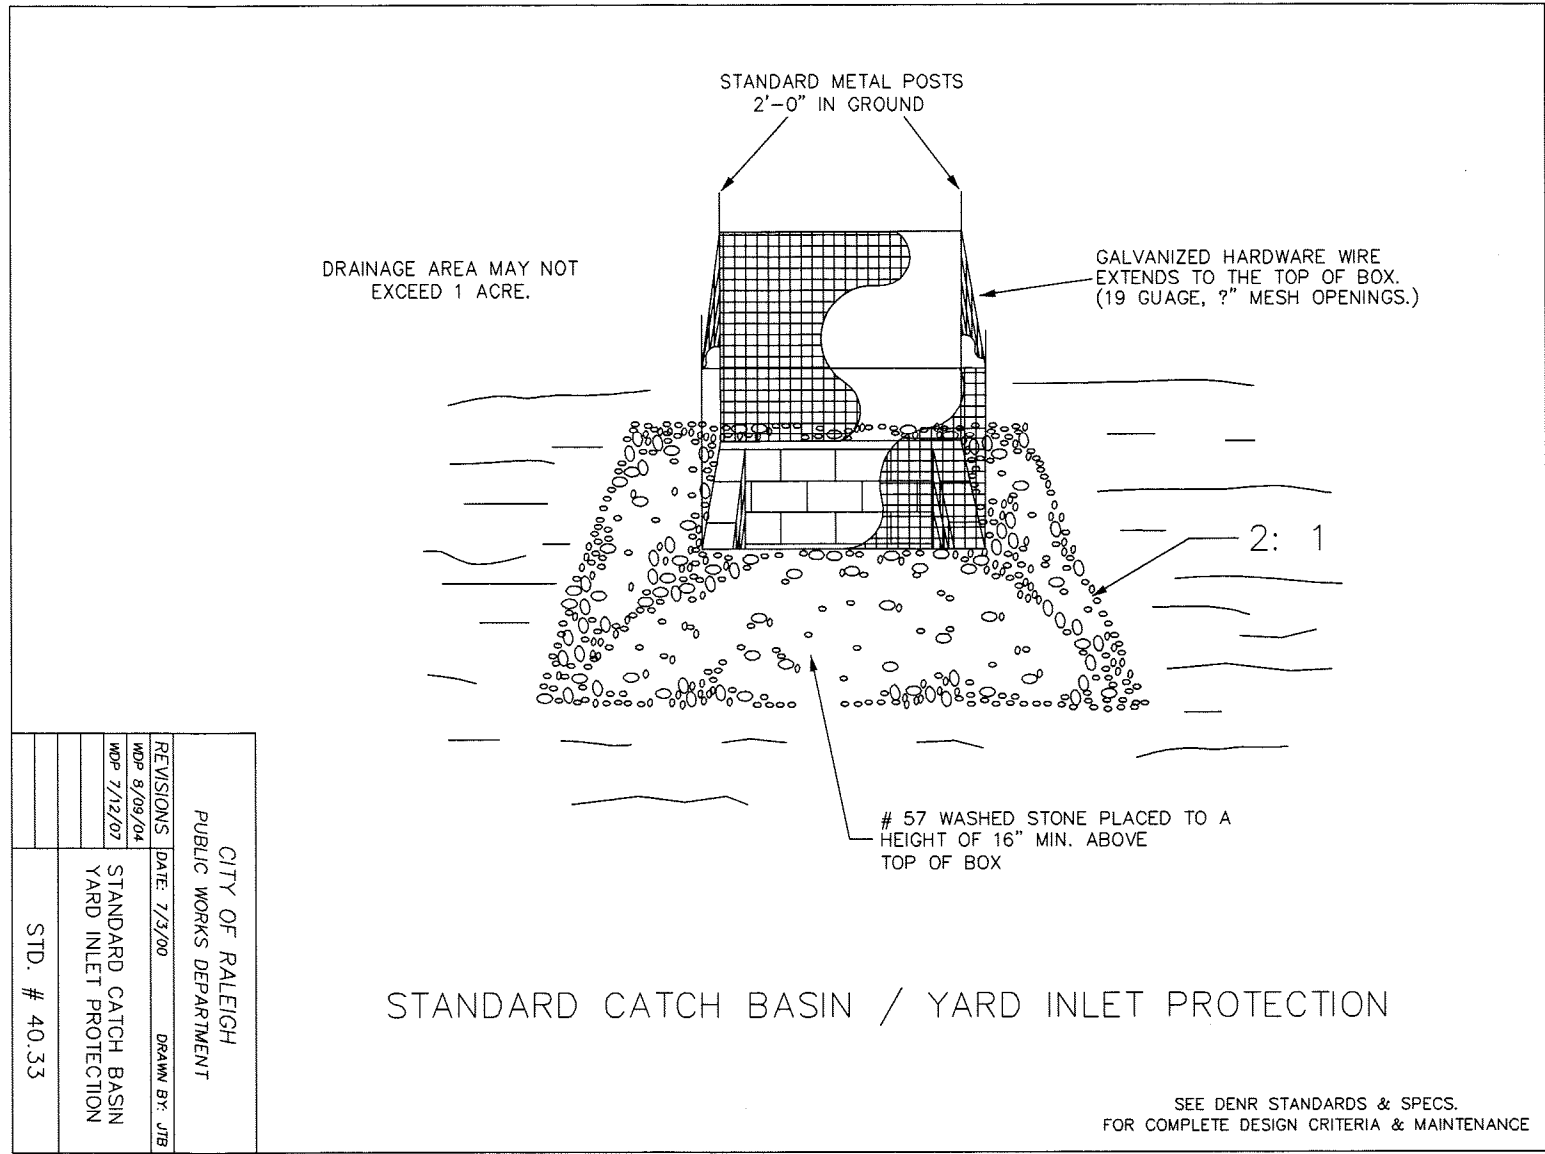 STANDARD METAL POSTS
2'-0" IN GROUND
DRAINAGE AREA MAY NOT
EXCEED 1 ACRE.
GALVANIZED HARDWARE WIRE
EXTENDS TO THE TOP OF BOX.
(19 GUAGE, ?" MESH OPENINGS.)
2: 1
# 57 WASHED STONE PLACED TO A
HEIGHT OF 16" MIN. ABOVE
TOP OF BOX
STANDARD CATCH BASIN / YARD INLET PROTECTION
SEE DENR STANDARDS & SPECS.
FOR COMPLETE DESIGN CRITERIA & MAINTENANCE
CITY OF RALEIGH
PUBLIC WORKS DEPARTMENT
REVISIONS DATE: 7/3/00 DRAWN BY: JTB
WDP 8/09/04
WDP 7/12/07
STANDARD CATCH BASIN
YARD INLET PROTECTION
STD. # 40.33